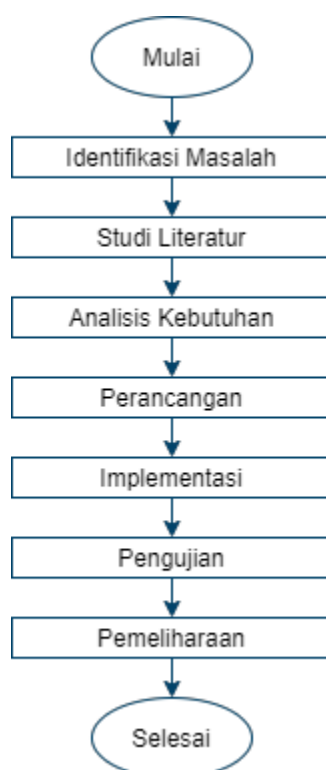 Mulai
Identifikasi Masalah
Studi Literatur
Analisis Kebutuhan
Perancangan
Implementasi
Pengujian
Pemeliharaan
Selesai